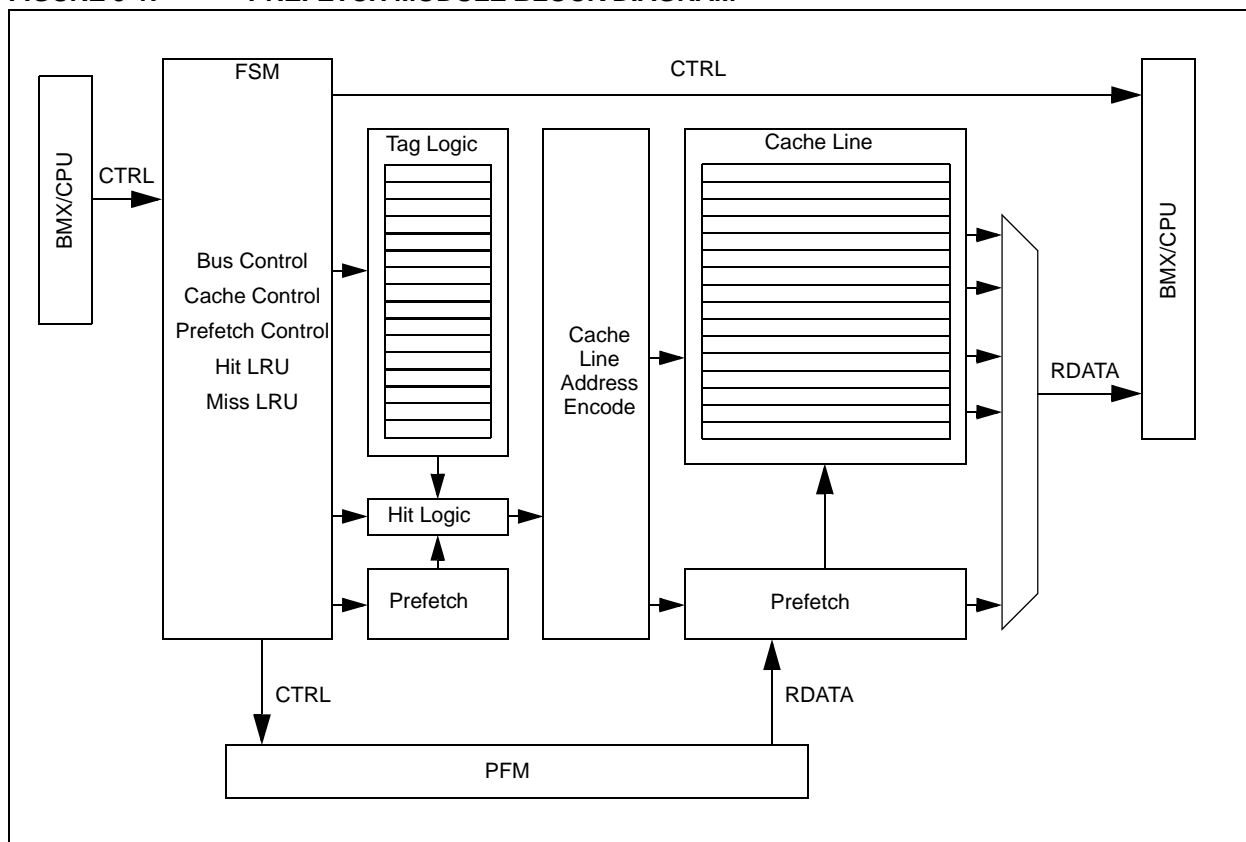 FSM
CTRL
BMX/CPU
CTRL
Tag Logic
Cache Line
BMX/CPU
Bus Control
Cache Control
Prefetch Control
Hit LRU
Miss LRU
Cache
Line
Address
Encode
RDATA
Hit Logic
Prefetch
Prefetch
CTRL
RDATA
PFM